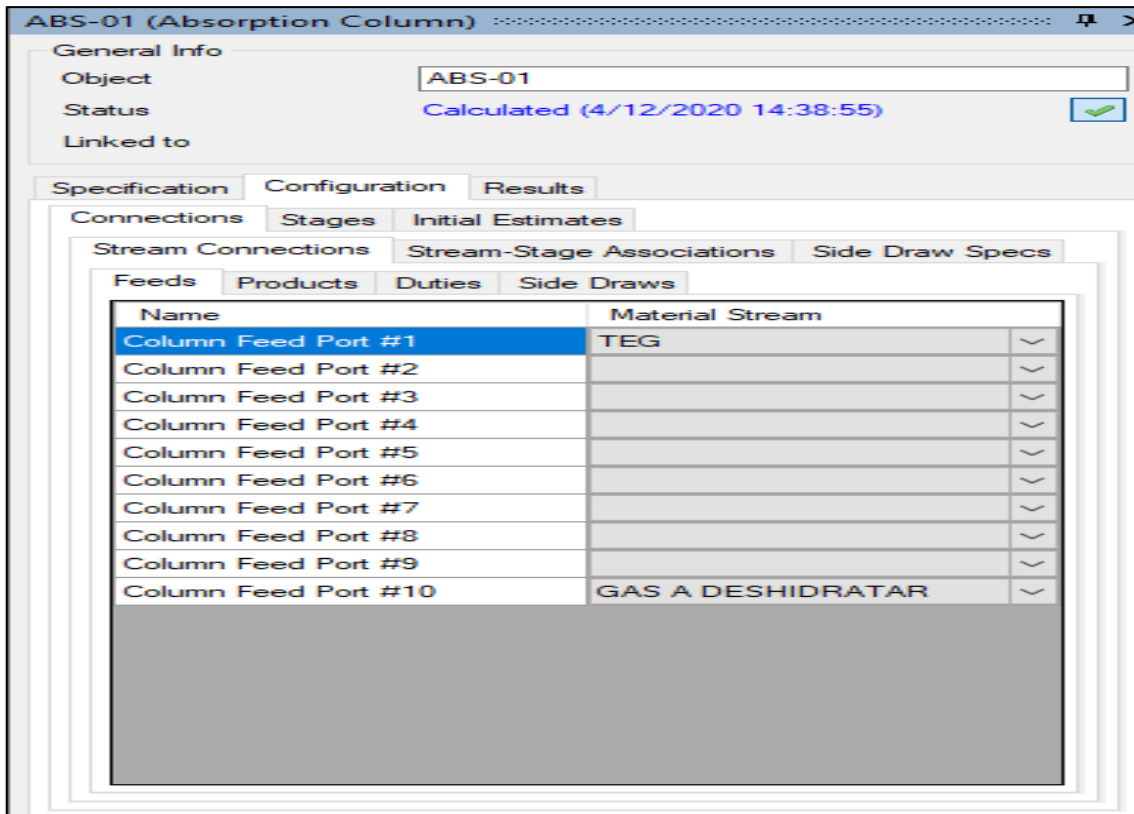 ABS-01 (Absorption Column)
General Info
Object ABS-01
Status Calculated (4/12/2020 14:38:55)
Linked to
Specification Configuration Results
Connections Stages Initial Estimates
Stream Connections Stream-Stage Associations Side Draw Specs
Feeds Products Duties Side Draws
Name Material Stream
Column Feed Port #1 TEG
Column Feed Port #2
Column Feed Port #3
Column Feed Port #4
Column Feed Port #5
Column Feed Port #6
Column Feed Port #7
Column Feed Port #8
Column Feed Port #9
Column Feed Port #10 GAS A DESHIDRATAR